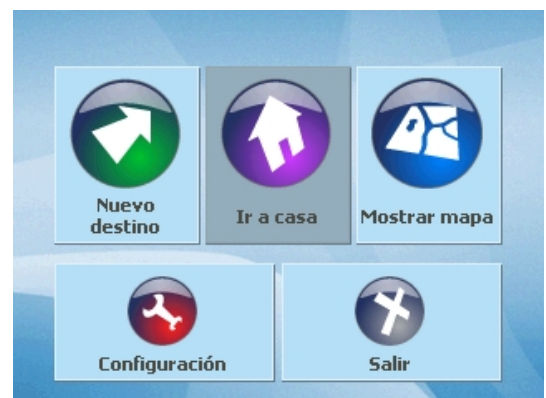 Nuevo
destino
Ir a casa
Mostrar mapa
Configuración
Salir